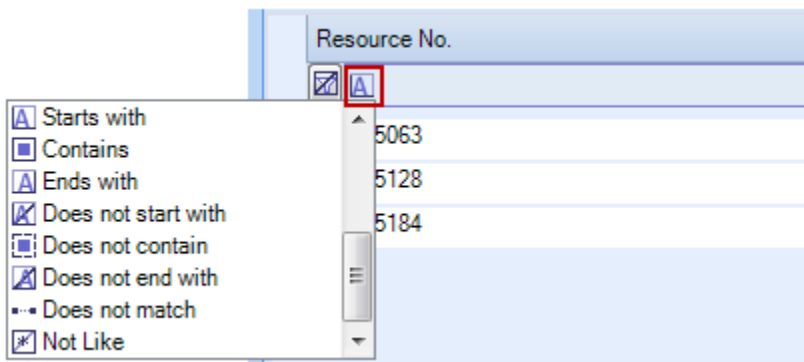 Resource No.
A
A Starts with
Contains
A Ends with
Does not start with
Does not contain
Does not end with
Does not match
Not Like
5063
5128
5184